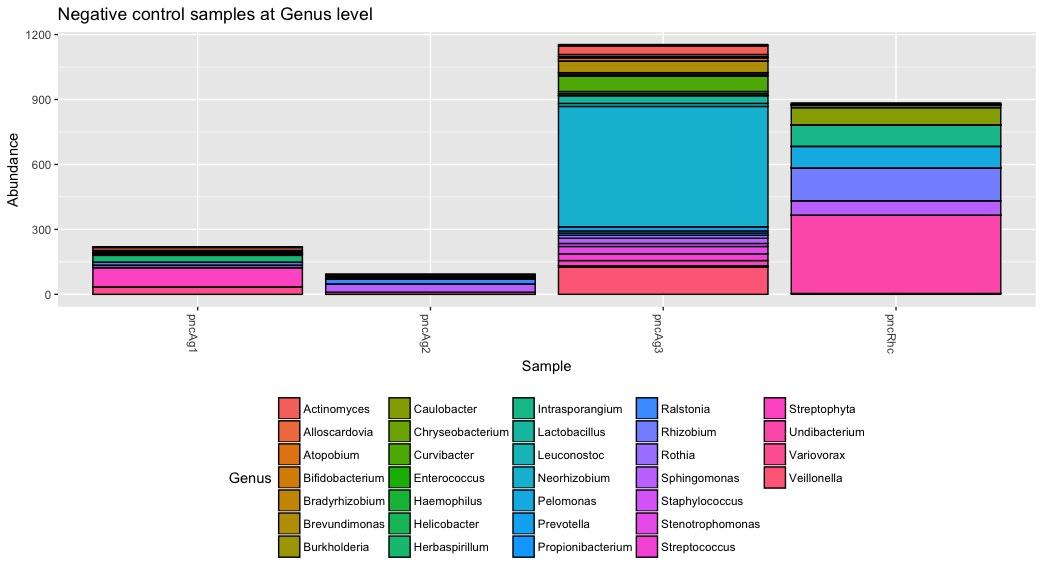 Negative control samples at Genus level
1200
900
600
300
0
Abundance
pncAg1
pncAg2
pncAg3
pncRhc
Sample
Genus
Actinomyces
Alloscardovia
Atopobium
Bifidobacterium
Bradyrhizobium
Brevundimonas
Burkholderia
Caulobacter
Chryseobacterium
Curvibacter
Enterococcus
Haemophilus
Helicobacter
Herbaspirillum
Intrasporangium
Lactobacillus
Leuconostoc
Neorhizobium
Pelomonas
Prevotella
Propionibacterium
Ralstonia
Rhizobium
Rothia
Sphingomonas
Staphylococcus
Stenotrophomonas
Streptococcus
Streptophyta
Undibacterium
Variovorax
Veillonella